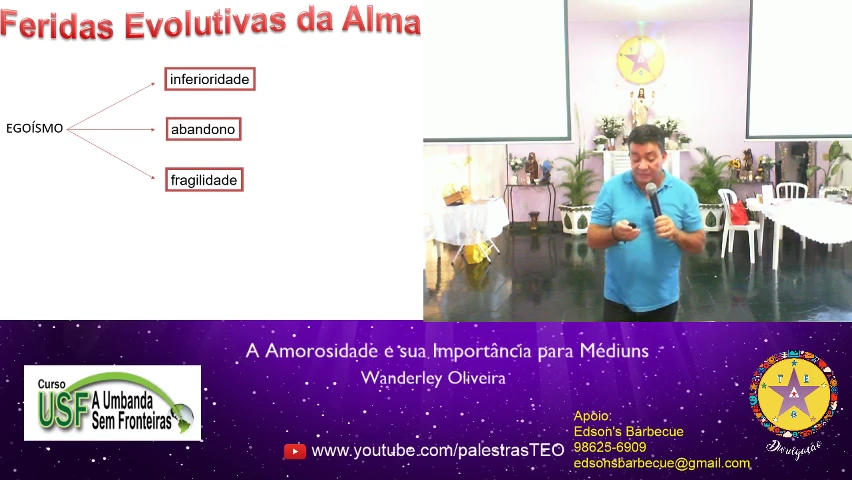 Feridas Evolutivas da Alma
inferioridade
EGOÍSMO
abandono
fragilidade
A Amorosidade e sua Importância para Médiuns
Wanderley Oliveira
Curso
USF
A Umbanda
Sem Fronteiras
www.youtube.com/palestrasTEO
Apoio:
Edson's Barbecue
98625-6909
edsonsbarbecue@gmail.com
Divulgação